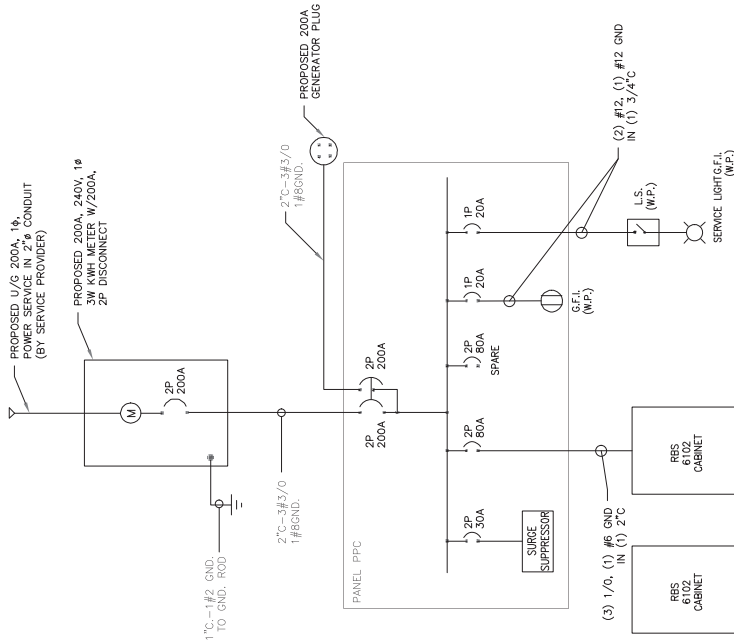 PROPOSED U/G 200A, 1ϕ,
POWER SERVICE IN 2"ø CONDUIT
(BY SERVICE PROVIDER)
PROPOSED 200A, 240V, 1ø
3W KWH METER W/200A,
2P DISCONNECT
M
2P
200A
1"C.-1#2 GND.
TO GND. ROD
2"C-3#3/0
1#8GND.
2"C-3#3/0
1#8GND.
PROPOSED 200A
GENERATOR PLUG
PANEL PPC
2P
200A
2P
200A
2P
30A
SURGE
SUPPRESSOR
2P
80A
2P
80A
SPARE
1P
20A
1P
20A
G.F.I.
(W.P.)
(2) #12, (1) #12 GND
IN (1) 3/4"C
L.S.
(W.P.)
SERVICE LIGHT G.F.I.
(W.P.)
(3) 1/0, (1) #6 GND
IN (1) 2"C
RBS
6102
CABINET
RBS
6102
CABINET